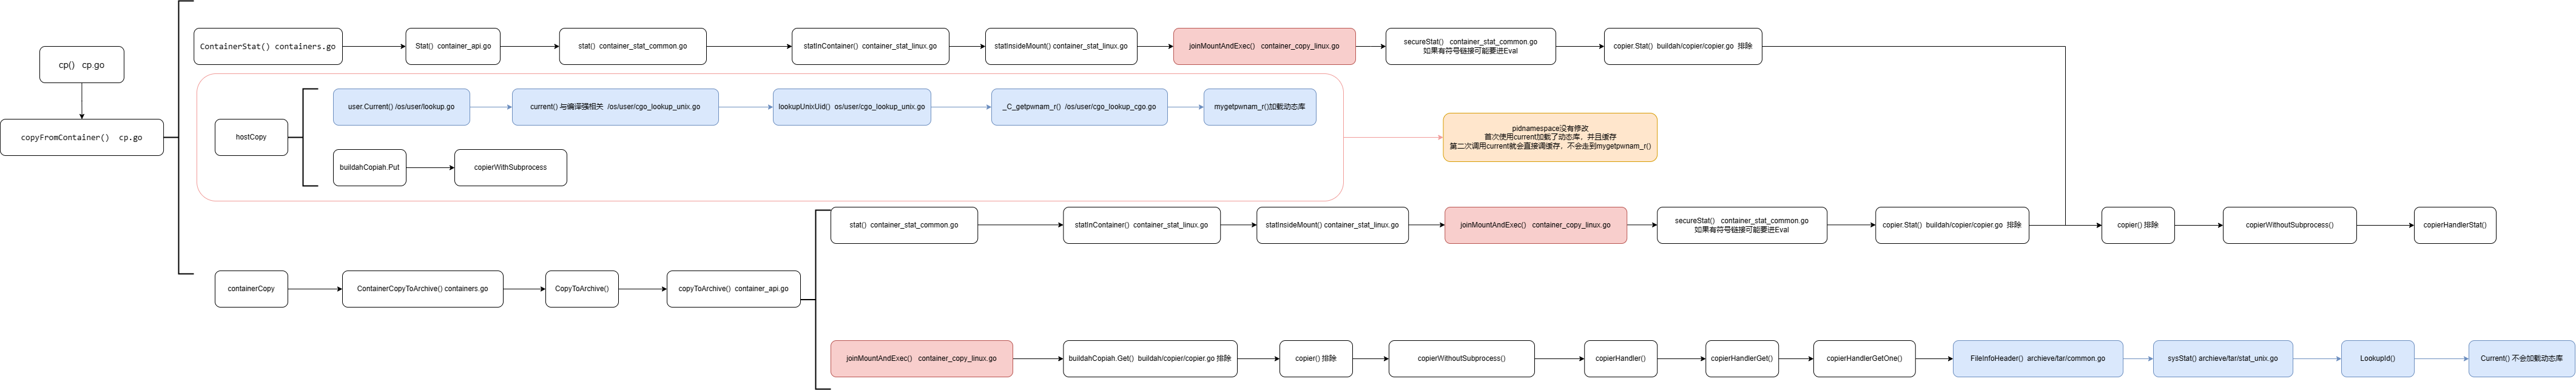 cp()   cp.go
copyFromContainer()   cp.go
ContainerStat() containers.go
Stat()  container_api.go
stat()  container_stat_common.go
statInContainer()  container_stat_linux.go
statInsideMount() container_stat_linux.go
joinMountAndExec()   container_copy_linux.go
secureStat()   container_stat_common.go
如果有符号链接可能要进Eval
copier.Stat()  buildah/copier/copier.go  排除
hostCopy
user.Current() /os/user/lookup.go
current() 与编译强相关  /os/user/cgo_lookup_unix.go
lookupUnixUid()  os/user/cgo_lookup_unix.go
_C_getpwnam_r()  /os/user/cgo_lookup_cgo.go
mygetpwnam_r()加载动态库
buildahCopiah.Put
copierWithSubprocess
pidnamespace没有修改
首次使用current加载了动态库，并且缓存
第二次调用current就会直接调缓存，不会走到mygetpwnam_r()
containerCopy
ContainerCopyToArchive() containers.go
CopyToArchive()
copyToArchive()  container_api.go
stat()  container_stat_common.go
statInContainer()  container_stat_linux.go
statInsideMount() container_stat_linux.go
joinMountAndExec()   container_copy_linux.go
secureStat()   container_stat_common.go
如果有符号链接可能要进Eval
copier.Stat()  buildah/copier/copier.go  排除
copier() 排除
copierWithoutSubprocess()
copierHandlerStat()
joinMountAndExec()   container_copy_linux.go
buildahCopiah.Get()  buildah/copier/copier.go 排除
copier() 排除
copierWithoutSubprocess()
copierHandler()
copierHandlerGet()
copierHandlerGetOne()
FileInfoHeader()  archieve/tar/common.go
sysStat() archieve/tar/stat_unix.go
LookupId()
Current() 不会加载动态库